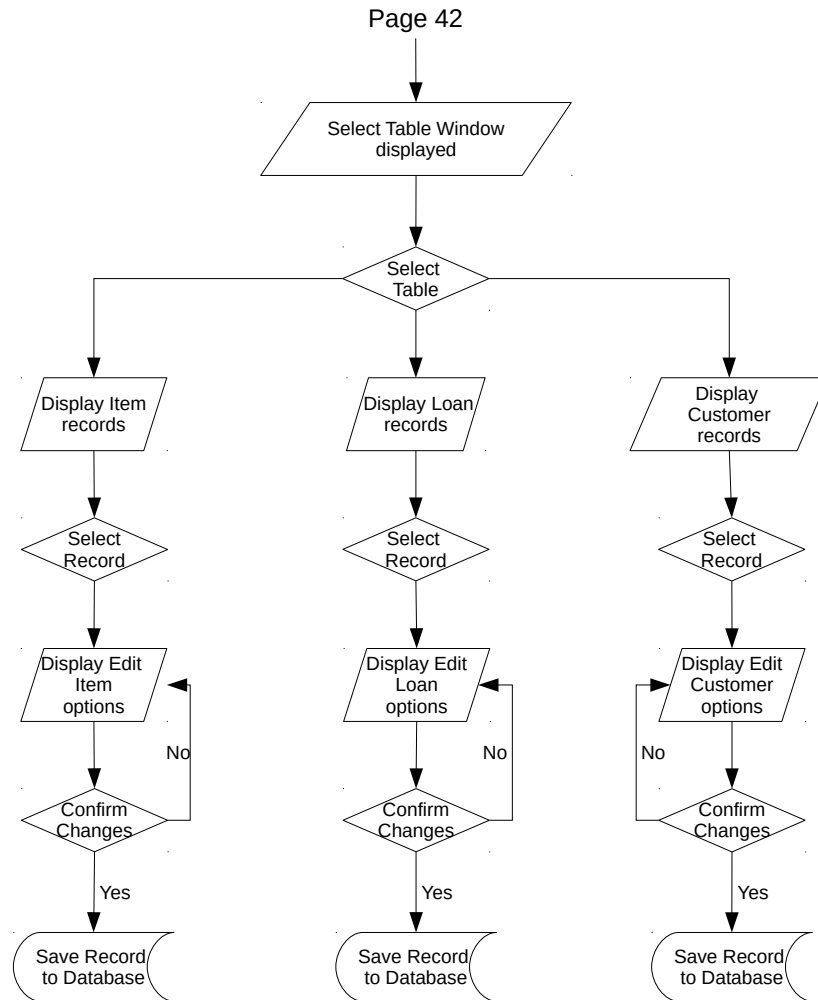 Page 42
Select Table Window
displayed
Select
Table
Display Item
records
Display Loan
records
Display
Customer
records
Select
Record
Select
Record
Select
Record
Display Edit
Item
options
Display Edit
Loan
options
Display Edit
Customer
options
No
No
No
Confirm
Changes
Confirm
Changes
Confirm
Changes
Yes
Yes
Yes
Save Record
to Database
Save Record
to Database
Save Record
to Database